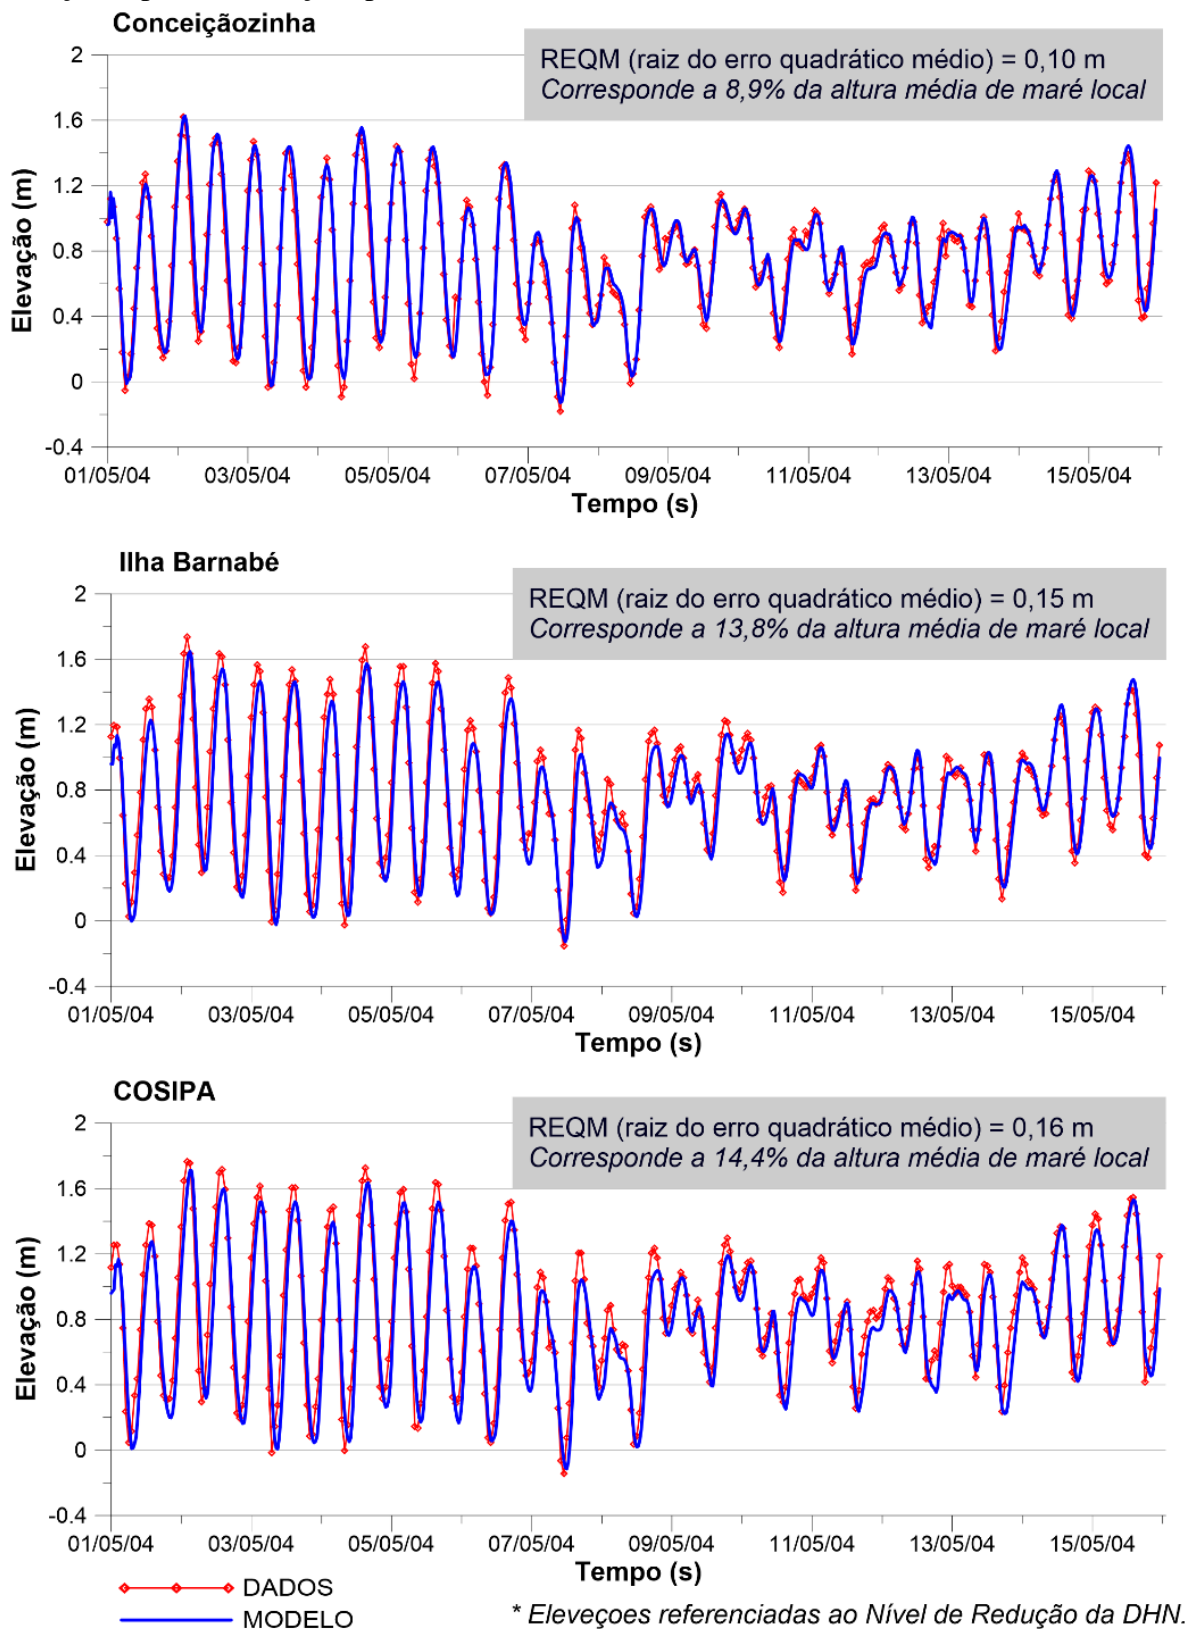 Conceiçãozinha
REQM (raiz do erro quadrático médio) = 0,10 m
Corresponde a 8,9% da altura média de maré local
Elevação (m)
2
1.6
1.2
0.8
0.4
0
-0.4
01/05/04 03/05/04 05/05/04 07/05/04 09/05/04 11/05/04 13/05/04 15/05/04
Tempo (s)
Ilha Barnabé
REQM (raiz do erro quadrático médio) = 0,15 m
Corresponde a 13,8% da altura média de maré local
Elevação (m)
2
1.6
1.2
0.8
0.4
0
-0.4
01/05/04 03/05/04 05/05/04 07/05/04 09/05/04 11/05/04 13/05/04 15/05/04
Tempo (s)
COSIPA
REQM (raiz do erro quadrático médio) = 0,16 m
Corresponde a 14,4% da altura média de maré local
Elevação (m)
2
1.6
1.2
0.8
0.4
0
-0.4
01/05/04 03/05/04 05/05/04 07/05/04 09/05/04 11/05/04 13/05/04 15/05/04
Tempo (s)
DADOS
MODELO
* Eleveçoes referenciadas ao Nível de Redução da DHN.